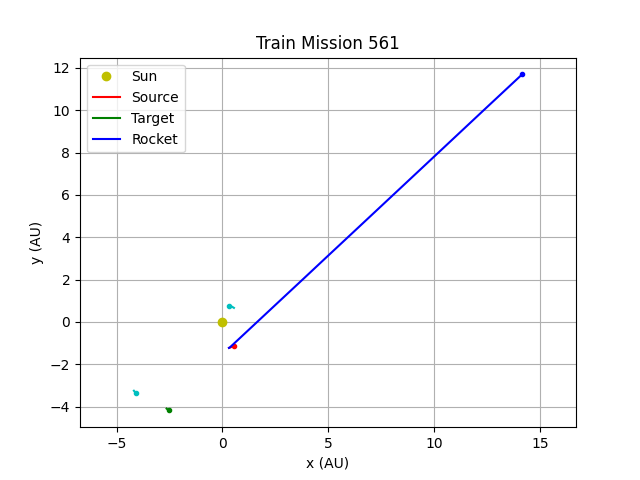 Train Mission 561
Sun
Source
Target
Rocket
12
10
8
6
4
2
0
−2
−4
y (AU)
−5
0
5
10
15
x (AU)